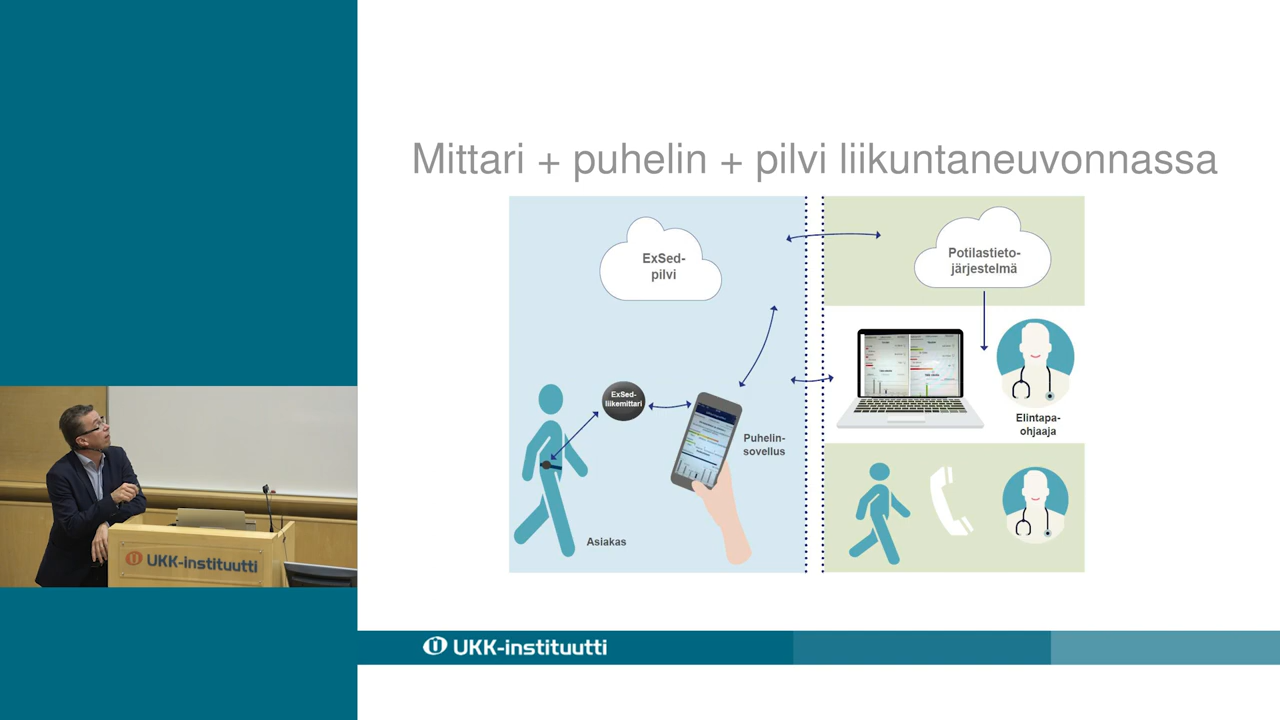 Mittari + puhelin + pilvi liikuntaneuvonnassa
ExSed-
pilvi
Potilastieto-
järjestelmä
ExSed-
liikemittari
Puhelin-
sovellus
Asiakas
Elintapa-
ohjaaja
UKK-instituutti
UKK-instituutti